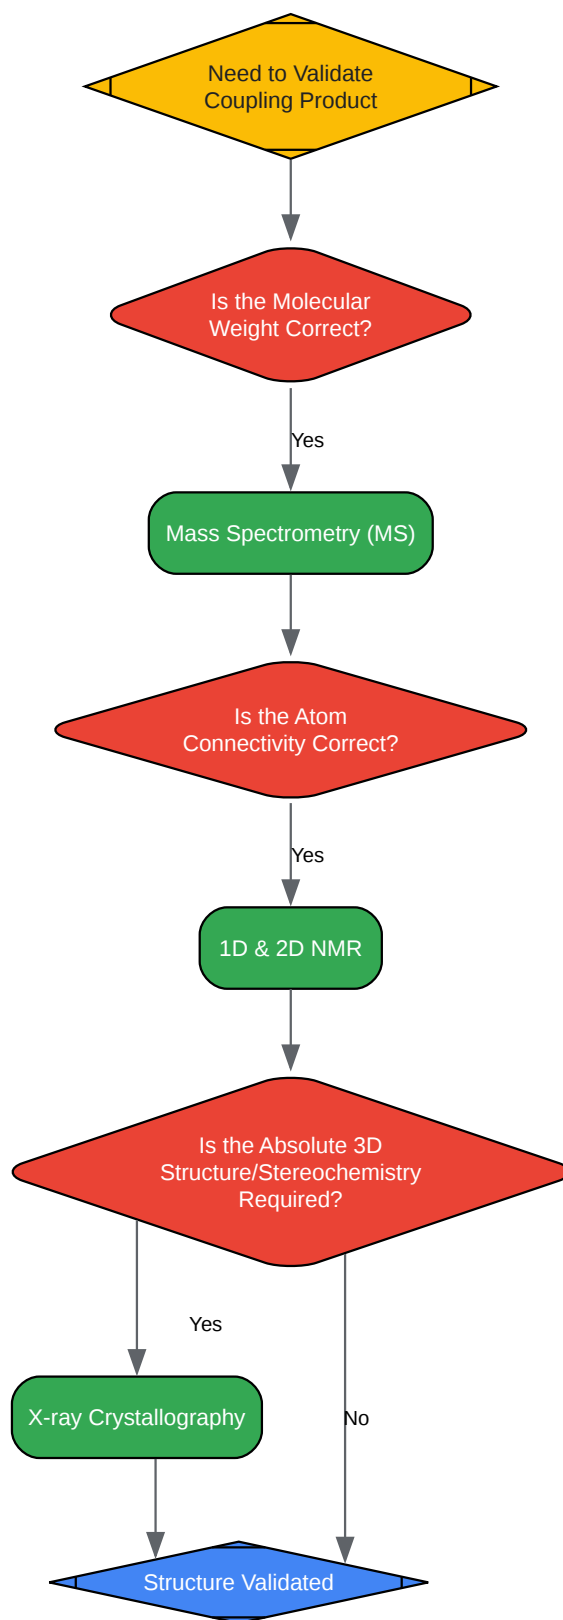 Need to Validate
Coupling Product
Is the Molecular
Weight Correct?
Yes
Mass Spectrometry (MS)
Is the Atom
Connectivity Correct?
Yes
1D & 2D NMR
Is the Absolute 3D
Structure/Stereochemistry
Required?
Yes
X-ray Crystallography
No
Structure Validated